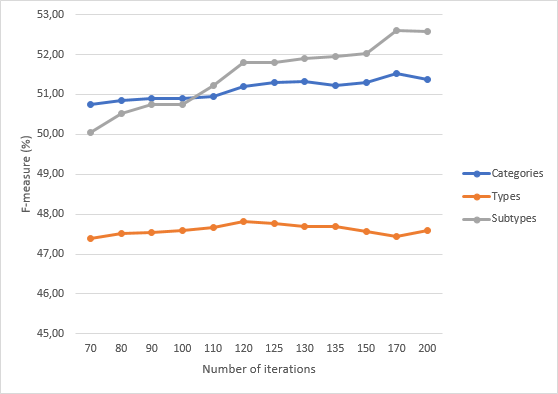 53,00
52,00
51,00
50,00
49,00
48,00
47,00
46,00
45,00
F-measure (%)
70 80 90 100 110 120 125 130 135 150 170 200
Number of iterations
Categories
Types
Subtypes